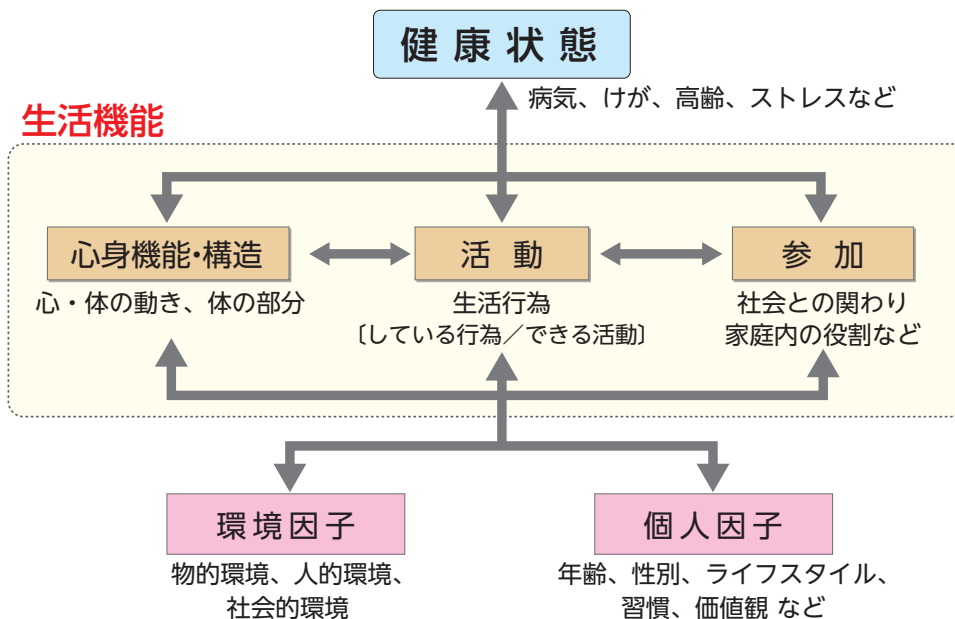 健康状態
病気、けが、高齢、ストレスなど
生活機能
心身機能・構造
心・体の動き、体の部分
活動
生活行為
〔している行為／できる活動〕
参加
社会との関わり
家庭内の役割など
環境因子
物的環境、人的環境、
社会的環境
個人因子
年齢、性別、ライフスタイル、
習慣、価値観 など